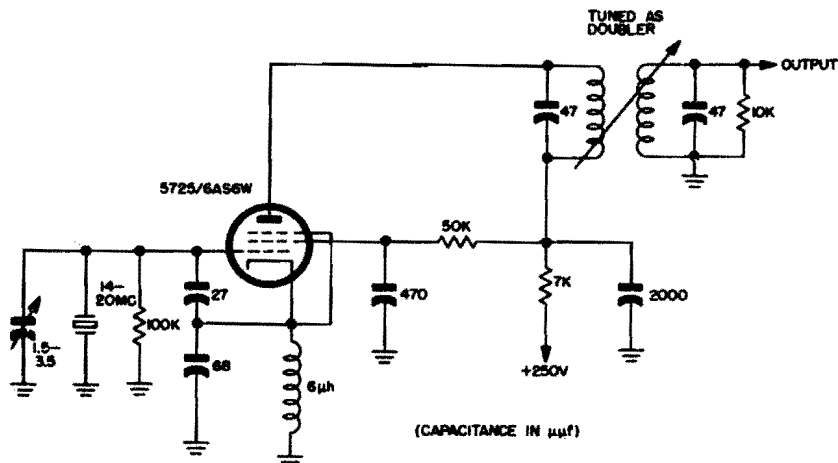 TUNED AS
DOUBLER
OUTPUT
47
47
10K
5725/6AS6W
50K
14-
20MC
27
470
7K
2000
100K
1.5-
3.5
68
6μh
+250V
(CAPACITANCE IN μμf)